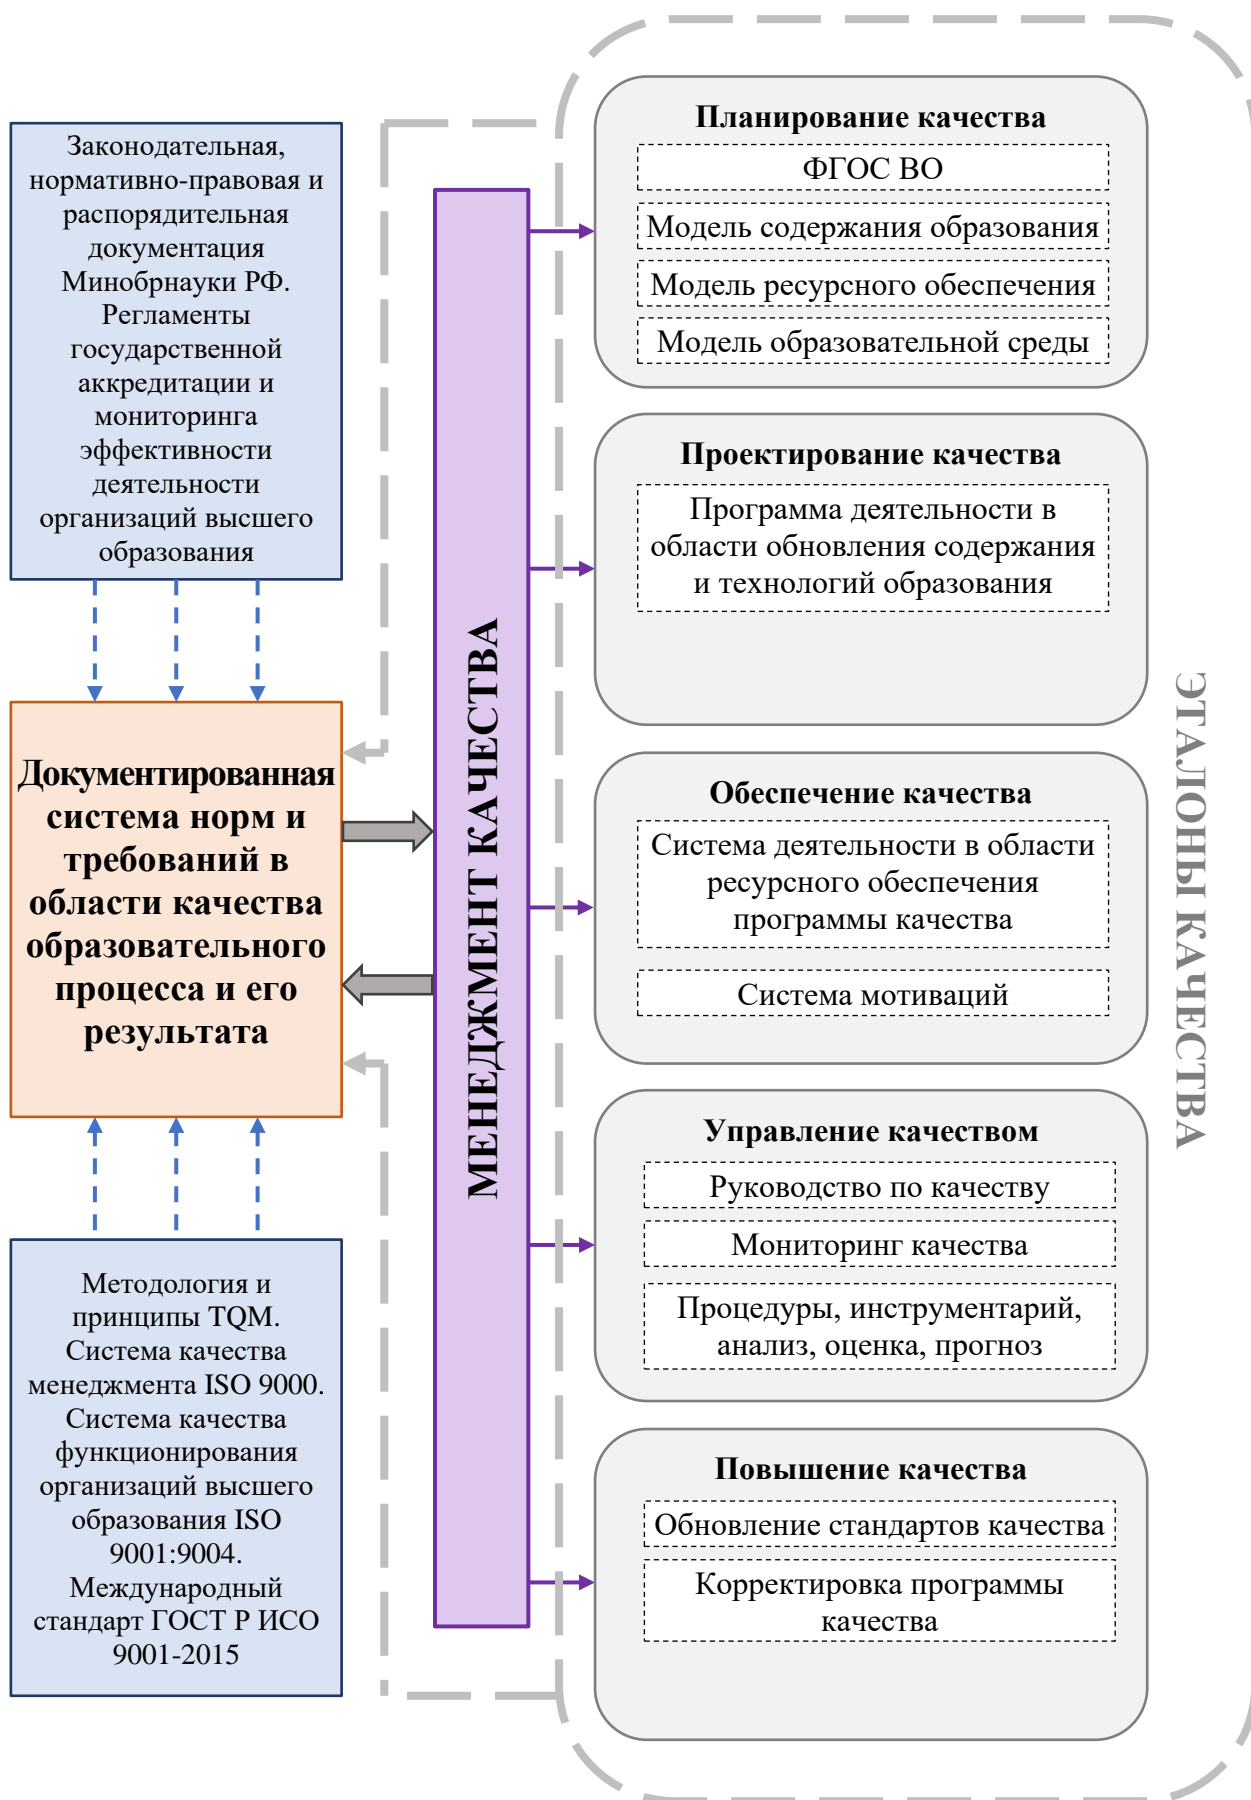 Законодательная,
нормативно-правовая и
распорядительная
документация
Минобрнауки РФ.
Регламенты
государственной
аккредитации и
мониторинга
эффективности
деятельности
организаций высшего
образования
Документированная
система норм и
требований в
области качества
образовательного
процесса и его
результата
Методология и
принципы TQM.
Система качества
менеджмента ISO 9000.
Система качества
функционирования
организаций высшего
образования ISO
9001:9004.
Международный
стандарт ГОСТ Р ИСО
9001-2015
МЕНЕДЖМЕНТ КАЧЕСТВА
Планирование качества
ФГОС ВО
Модель содержания образования
Модель ресурсного обеспечения
Модель образовательной среды
Проектирование качества
Программа деятельности в
области обновления содержания
и технологий образования
Обеспечение качества
Система деятельности в области
ресурсного обеспечения
программы качества
Система мотиваций
Управление качеством
Руководство по качеству
Мониторинг качества
Процедуры, инструментарий,
анализ, оценка, прогноз
Повышение качества
Обновление стандартов качества
Корректировка программы
качества
ЭТАЛОНЫ КАЧЕСТВА